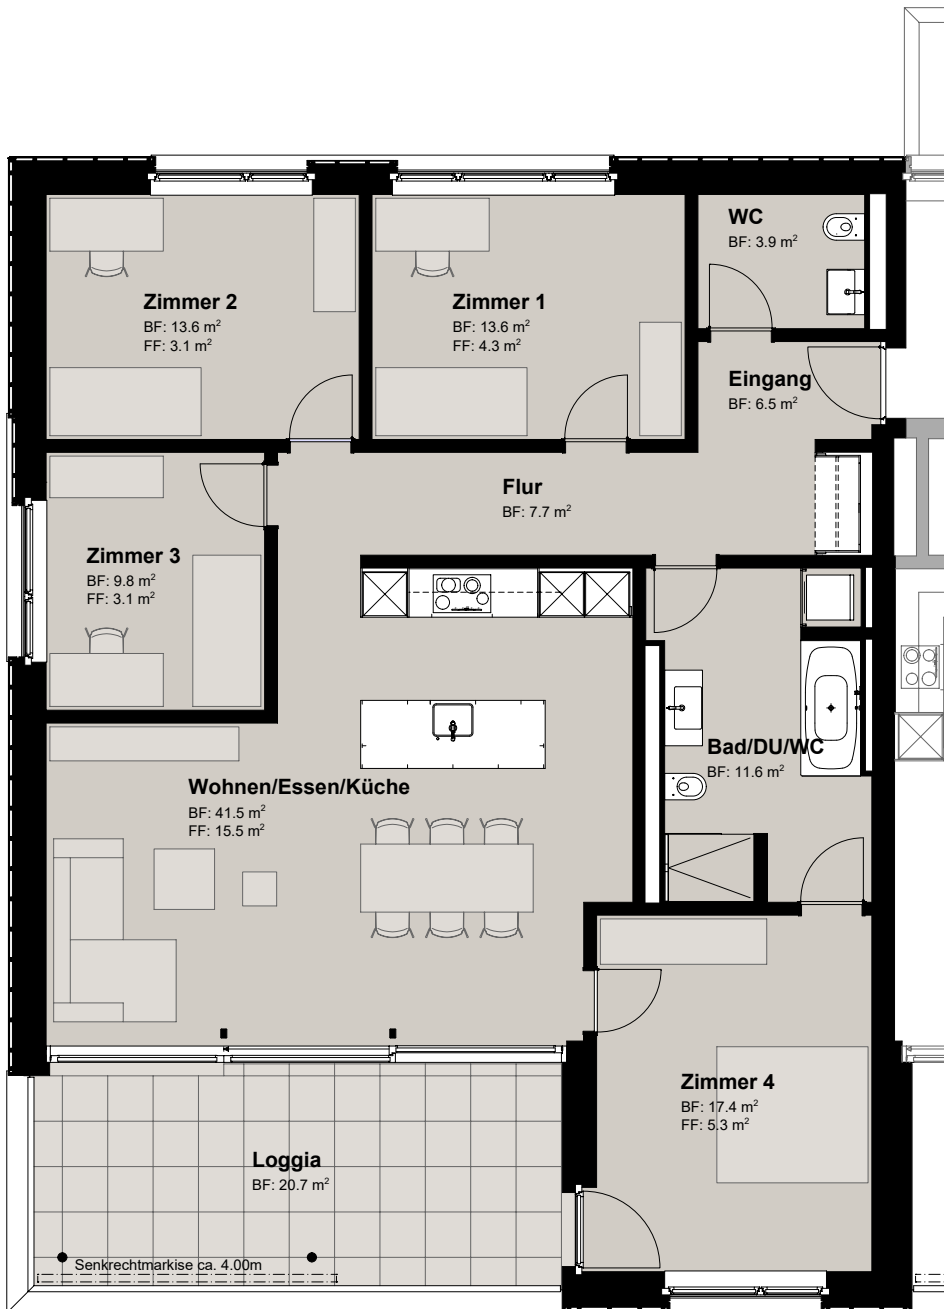 WC
BF: 3.9 m²
Zimmer 2
BF: 13.6 m²
FF: 3.1 m²
Zimmer 1
BF: 13.6 m²
FF: 4.3 m²
Eingang
BF: 6.5 m²
Flur
BF: 7.7 m²
Zimmer 3
BF: 9.8 m²
FF: 3.1 m²
Bad/DU/WC
BF: 11.6 m²
Wohnen/Essen/Küche
BF: 41.5 m²
FF: 15.5 m²
Zimmer 4
BF: 17.4 m²
FF: 5.3 m²
Loggia
BF: 20.7 m²
Senkrechtmarkise ca. 4.00m